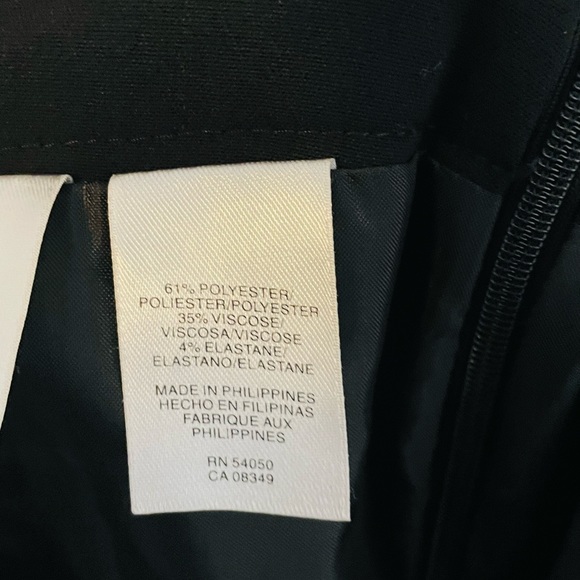 61% POLYESTER/
POLIESTER/POLYESTER
35% VISCOSE/
VISCOSA/VISCOSE
4% ELASTANE/
ELASTANO/ELASTANE
MADE IN PHILIPPINES
HECHO EN FILIPINAS
FABRIQUE AUX
PHILIPPINES
RN 54050
CA 08349